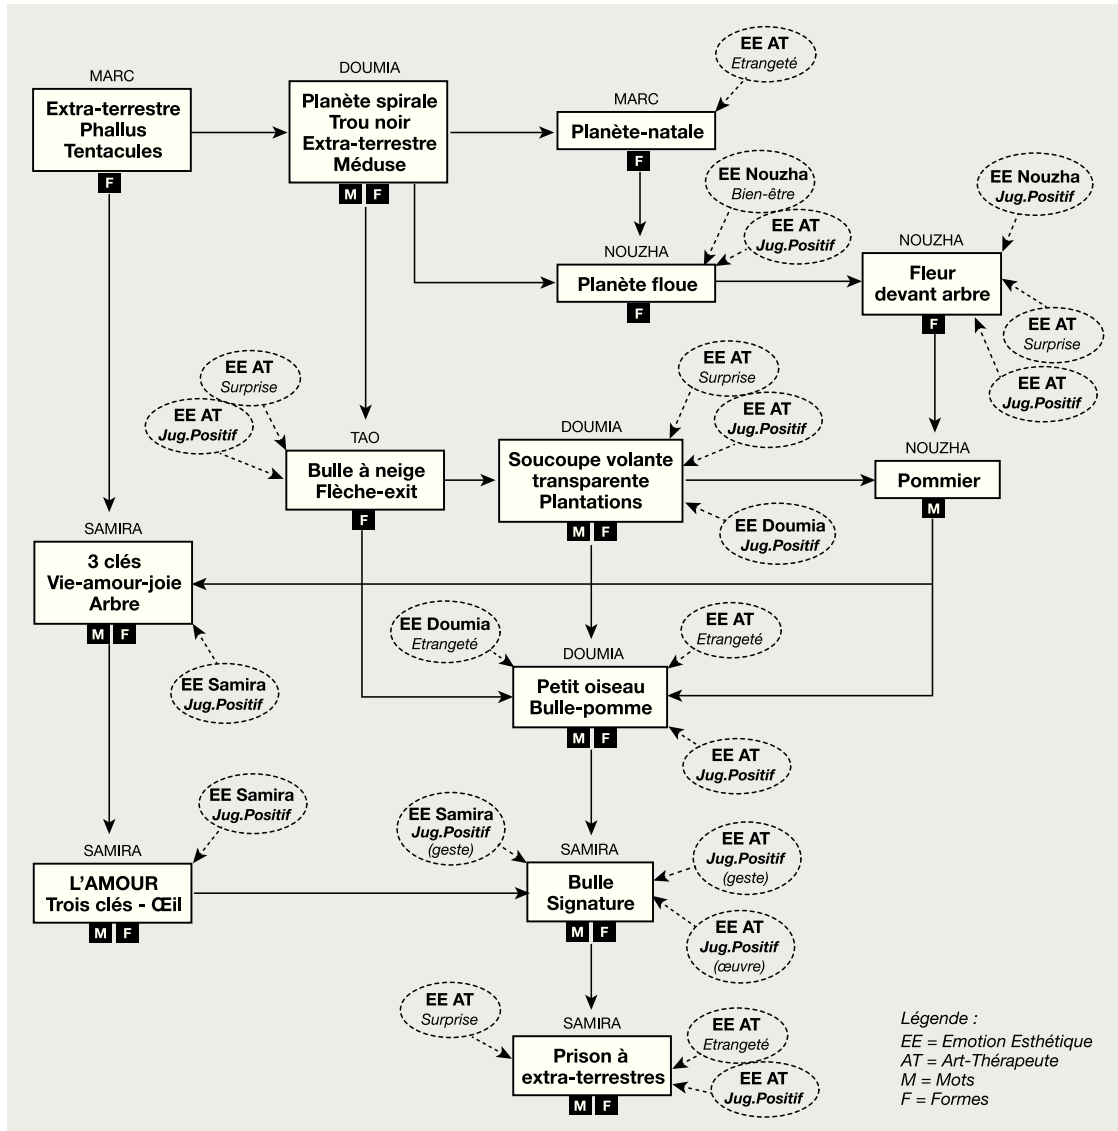 EE AT
Etrangeté
MARC
Extra-terrestre
Phallus
Tentacules
F
DOUMIA
Planète spirale
Trou noir
Extra-terrestre
Méduse
M F
MARC
Planète-natale
F
EE Nouzha
Bien-être
EE AT
Jug.Positif
NOUZHA
Planète floue
F
EE Nouzha
Jug.Positif
NOUZHA
Fleur
devant arbre
F
EE AT
Surprise
EE AT
Jug.Positif
EE AT
Surprise
EE AT
Jug.Positif
TAO
Bulle à neige
Flèche-exit
F
EE AT
Surprise
EE AT
Jug.Positif
DOUMIA
Soucoupe volante
transparente
Plantations
M F
EE Doumia
Jug.Positif
NOUZHA
Pommier
M
SAMIRA
3 clés
Vie-amour-joie
Arbre
M F
EE Samira
Jug.Positif
EE Doumia
Etrangeté
EE AT
Etrangeté
DOUMIA
Petit oiseau
Bulle-pomme
M F
EE AT
Jug.Positif
EE Samira
Jug.Positif
SAMIRA
L'AMOUR
Trois clés - Œil
M F
EE Samira
Jug.Positif
(geste)
SAMIRA
Bulle
Signature
M F
EE AT
Jug.Positif
(geste)
EE AT
Jug.Positif
(œuvre)
EE AT
Surprise
SAMIRA
Prison à
extra-terrestres
M F
EE AT
Etrangeté
EE AT
Jug.Positif
Légende :
EE = Emotion Esthétique
AT = Art-Thérapeute
M = Mots
F = Formes